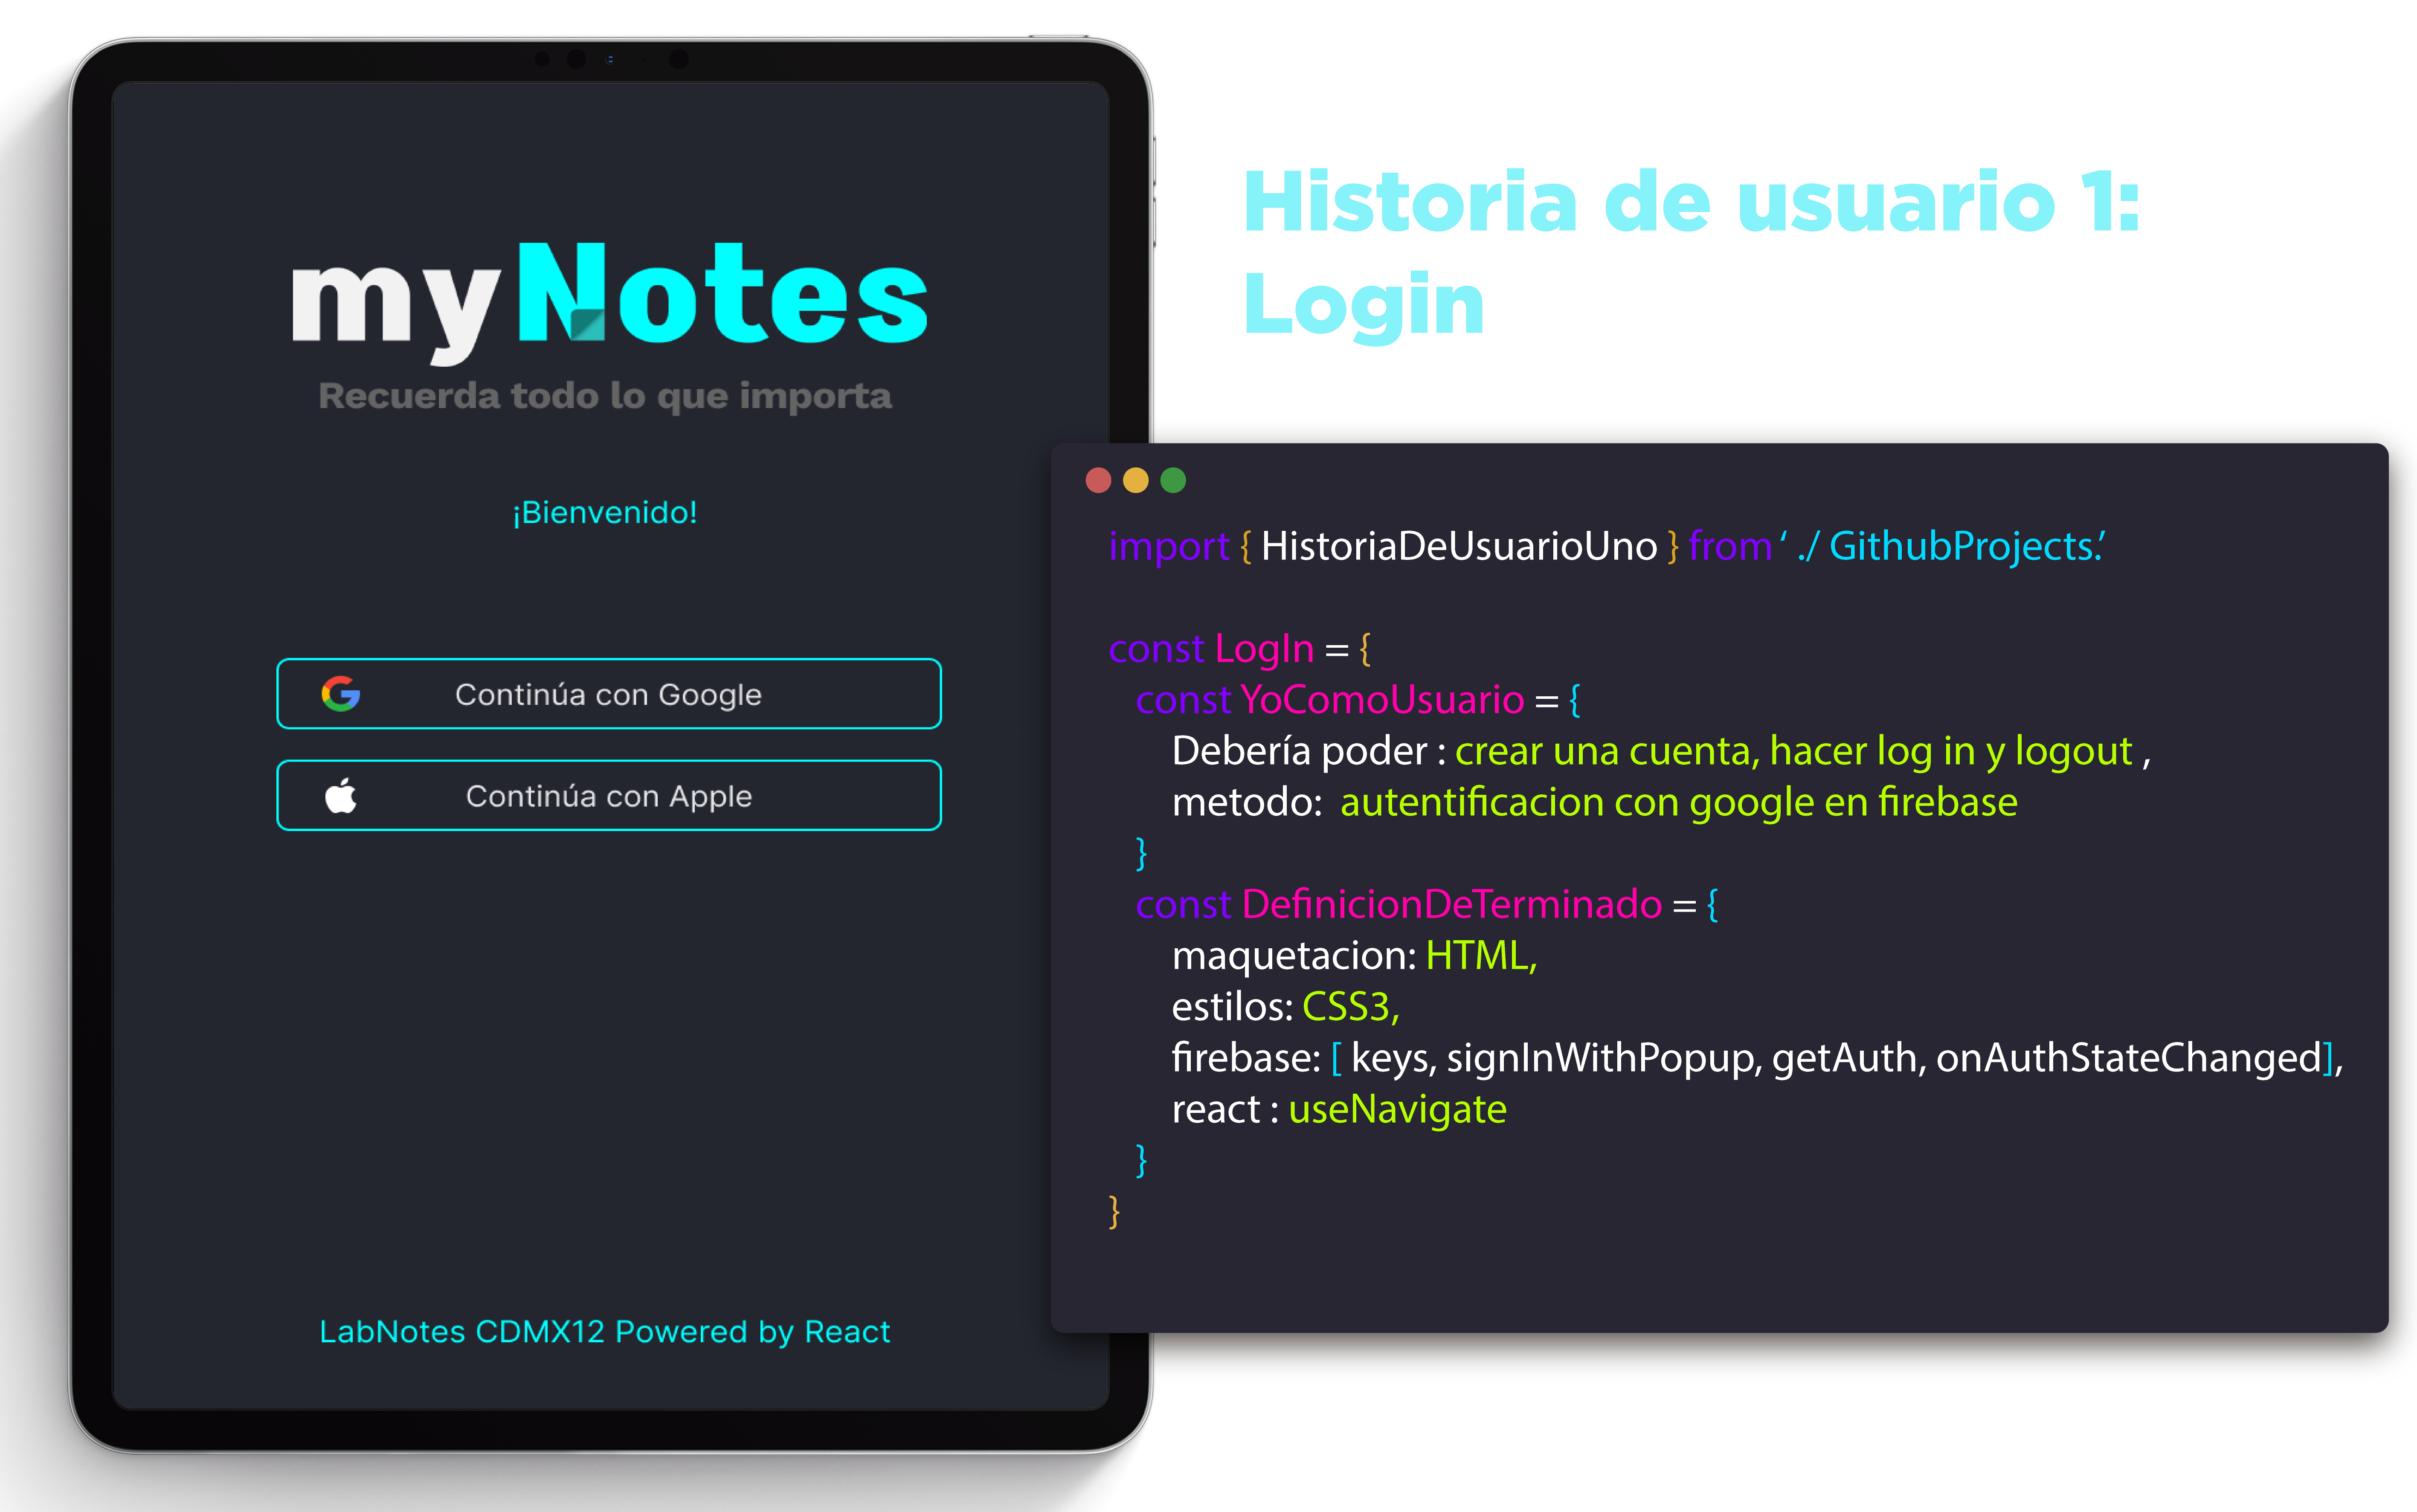 myNotes
Recuerda todo lo que importa
¡Bienvenido!
Continúa con Google
Continúa con Apple
LabNotes CDMX12 Powered by React
Historia de usuario 1:
Login
import { HistoriaDeUsuarioUno } from ‘ ./ GithubProjects.’
const LogIn = {
const YoComoUsuario = {
Debería poder : crear una cuenta, hacer log in y logout ,
metodo:  autentificacion con google en firebase
}
const DefinicionDeTerminado = {
maquetacion: HTML,
estilos: CSS3,
firebase: [ keys, signInWithPopup, getAuth, onAuthStateChanged],
react : useNavigate
}
}